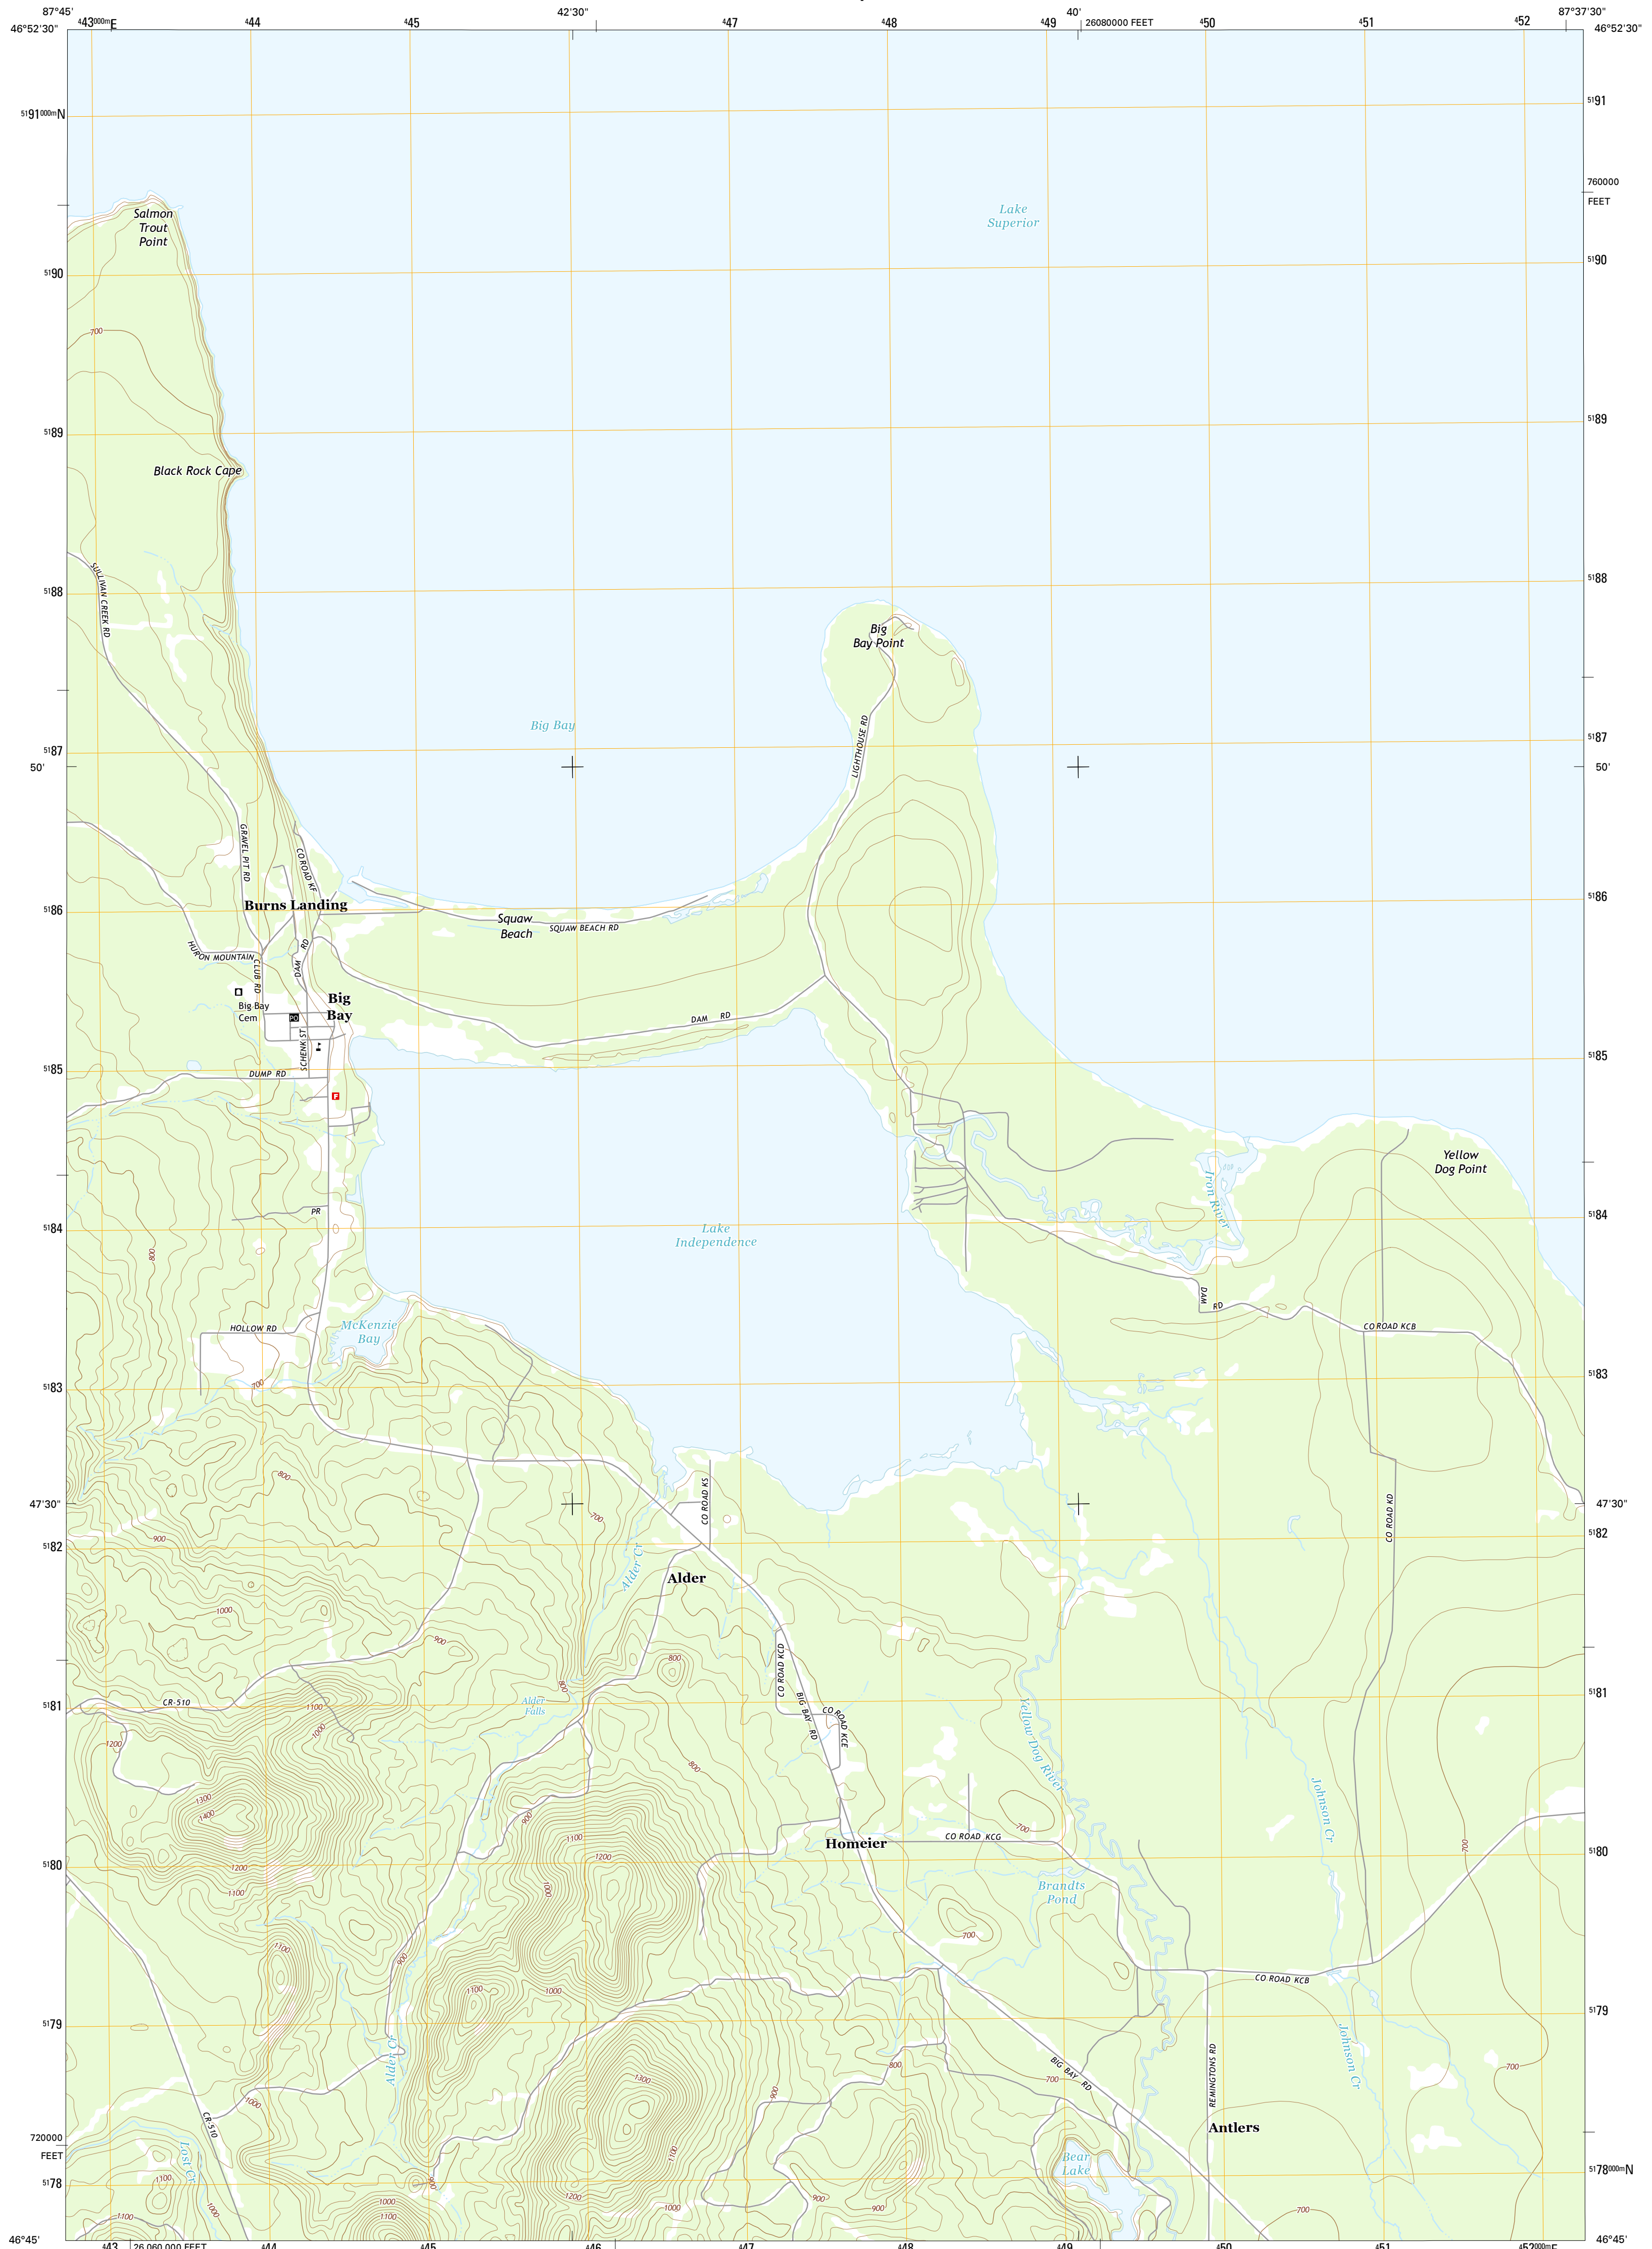 87°45'
443000mE
444
445
42'30"
447
448
449
40'
26080000 FEET
450
451
452
87°37'30"
46°52'30"
46°52'30"
5191000mN
5191
760000
FEET
Lake
Superior
Salmon
Trout
Point
5190
5190
700
5189
5189
Black Rock Cape
SULLIVAN CREEK RD
5188
5188
Big
Bay Point
Big Bay
LIGHTHOUSE RD
5187
5187
50'
50'
GRAVEL PIT RD
CO ROAD KF
Burns Landing
5186
5186
Squaw
Beach
SQUAW BEACH RD
HURON MOUNTAIN
CLUB RD
DAM RD
Big Bay
Cem
PO
Big
Bay
DAM RD
SCHENK ST
5185
5185
DUMP RD
F
Yellow
Dog Point
Iron River
PR
5184
5184
800
Lake
Independence
DAM
RD
CO ROAD KCB
HOLLOW RD
McKenzie
Bay
700
5183
5183
800
47'30"
47'30"
CO ROAD KS
CO ROAD KD
700
900
5182
5182
Alder Cr
Alder
1000
900
800
800
CO ROAD KCD
CR-510
1100
1000
Alder
Falls
BIG BAY RD
CO ROAD KCE
Yellow Dog River
5181
5181
1200
1300
1400
800
900
1100
Johnson Cr
Homeier
CO ROAD KCG
700
700
1200
1200
1100
1000
5180
5180
Brandts
Pond
700
1100
900
CO ROAD KCB
1100
1000
5179
5179
Alder Cr
Johnson Cr
REMINGTONS RD
BIG BAY RD
700
800
700
1300
900
1000
CR-510
Antlers
720000
FEET
Lost Cr
1100
1100
Bear
Lake
5178
5178000mN
900
1200
1000
1000
1100
1000
1100
900
900
700
46°45'
46°45'
443
26 060 000 FEET
444
445
446
447
448
449
450
451
452000mE